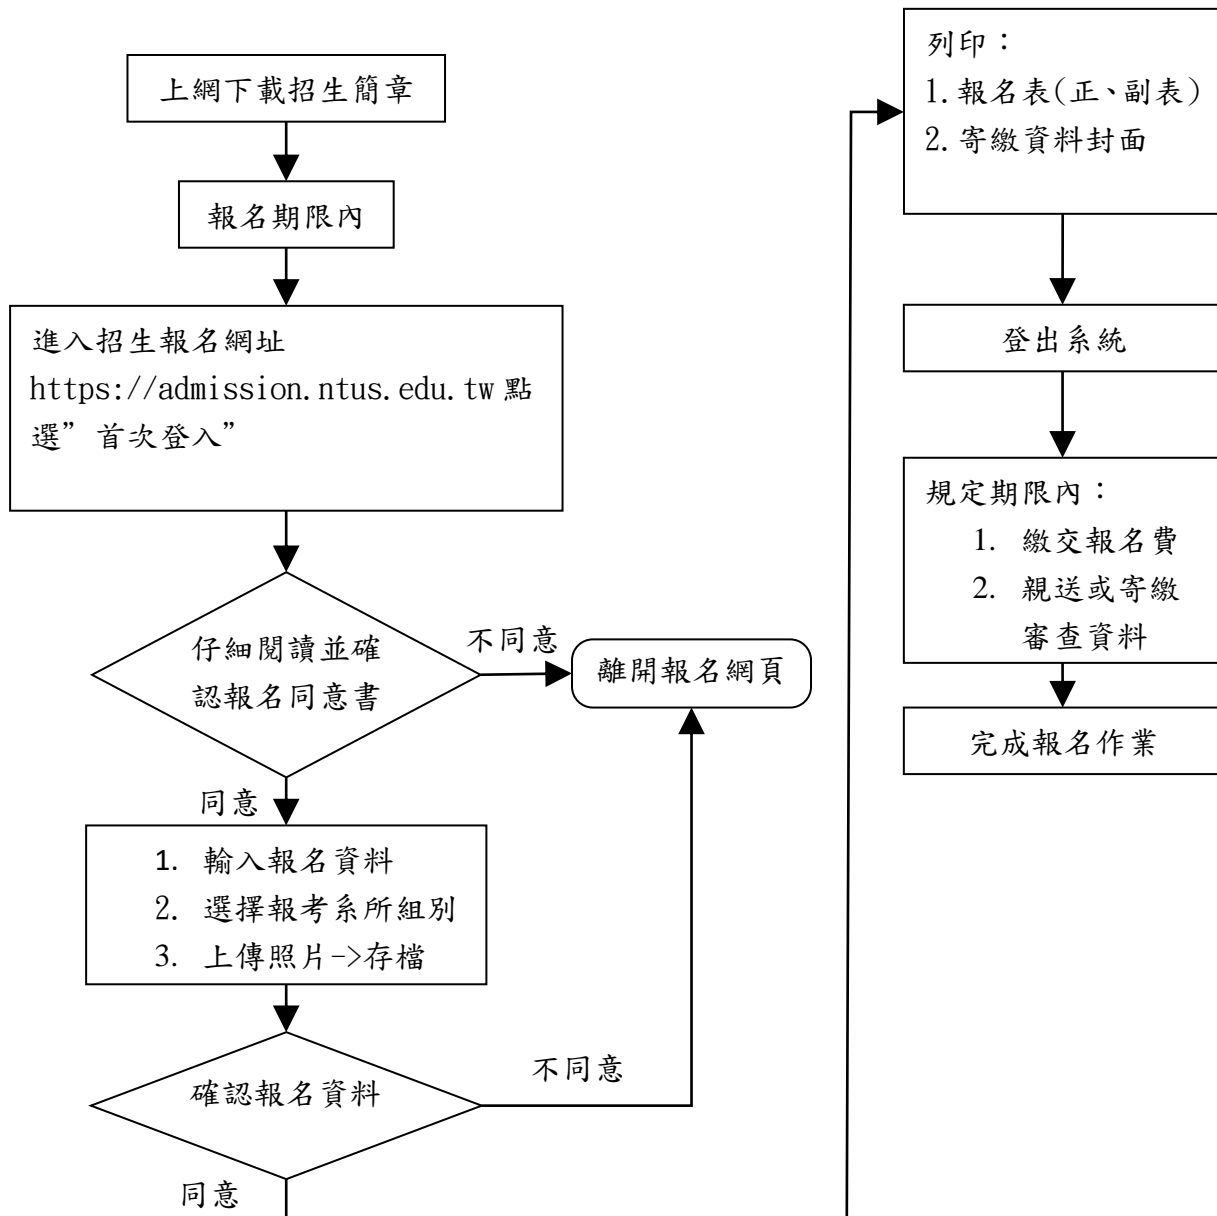 上網下載招生簡章
報名期限內
進入招生報名網址
https://admission.ntus.edu.tw 點
選”首次登入”
仔細閱讀並確
認報名同意書
不同意
離開報名網頁
同意
1. 輸入報名資料
2. 選擇報考系所組別
3. 上傳照片->存檔
確認報名資料
不同意
同意
列印：
1.報名表(正、副表)
2.寄繳資料封面
登出系統
規定期限內：
1. 繳交報名費
2. 親送或寄繳
審查資料
完成報名作業